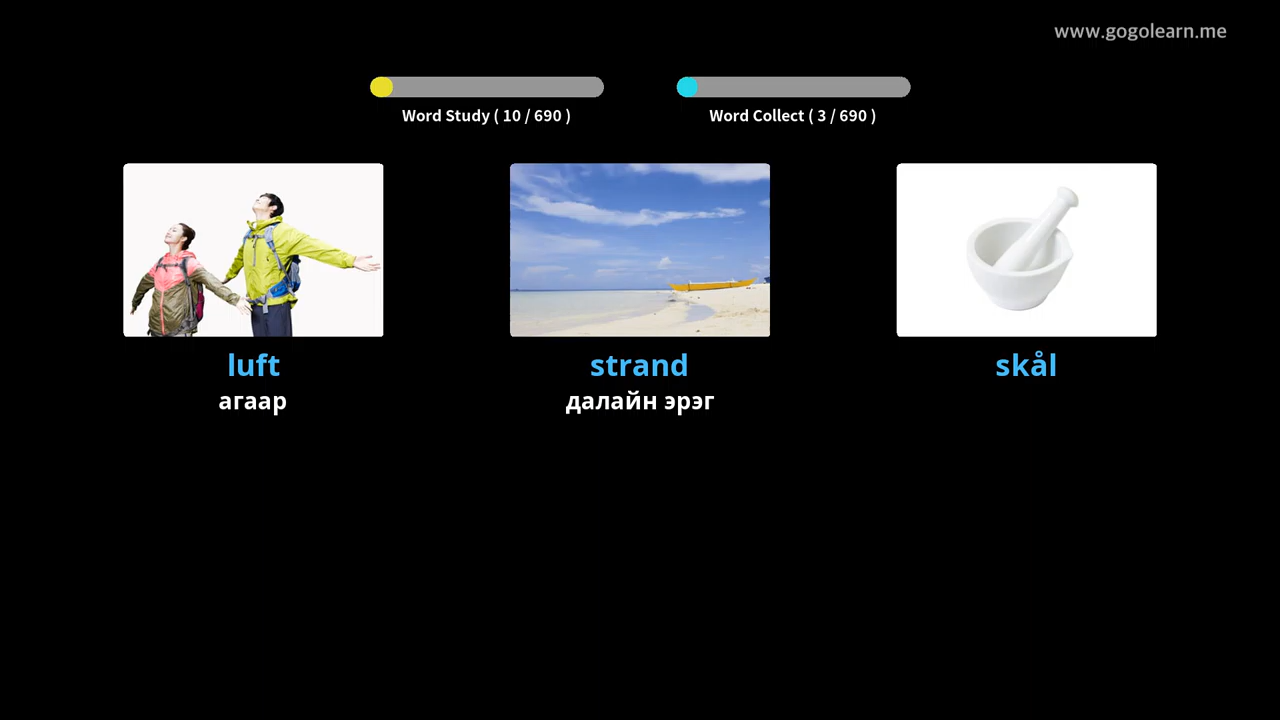 www.gogolearn.me
Word Study ( 10 / 690 )
Word Collect ( 3 / 690 )
luft
strand
skål
агаар
далайн эрэг